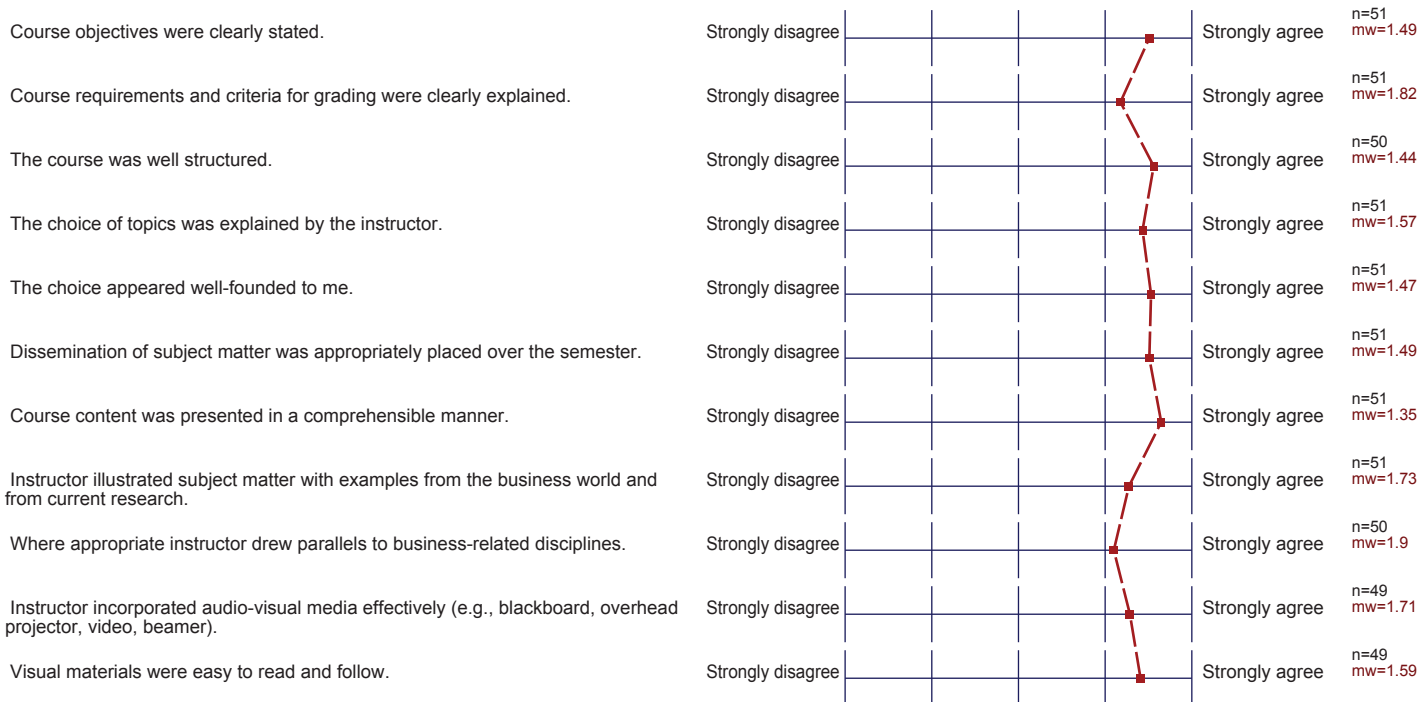 Course objectives were clearly stated. Strongly disagree Strongly agree n=51
mw=1.49
Course requirements and criteria for grading were clearly explained. Strongly disagree Strongly agree n=51
mw=1.82
The course was well structured. Strongly disagree Strongly agree n=50
mw=1.44
The choice of topics was explained by the instructor. Strongly disagree Strongly agree n=51
mw=1.57
The choice appeared well-founded to me. Strongly disagree Strongly agree n=51
mw=1.47
Dissemination of subject matter was appropriately placed over the semester. Strongly disagree Strongly agree n=51
mw=1.49
Course content was presented in a comprehensible manner. Strongly disagree Strongly agree n=51
mw=1.35
Instructor illustrated subject matter with examples from the business world and Strongly disagree Strongly agree n=51
from current research. mw=1.73
Where appropriate instructor drew parallels to business-related disciplines. Strongly disagree Strongly agree n=50
mw=1.9
Instructor incorporated audio-visual media effectively (e.g., blackboard, overhead Strongly disagree Strongly agree n=49
projector, video, beamer). mw=1.71
Visual materials were easy to read and follow. Strongly disagree Strongly agree n=49
mw=1.59